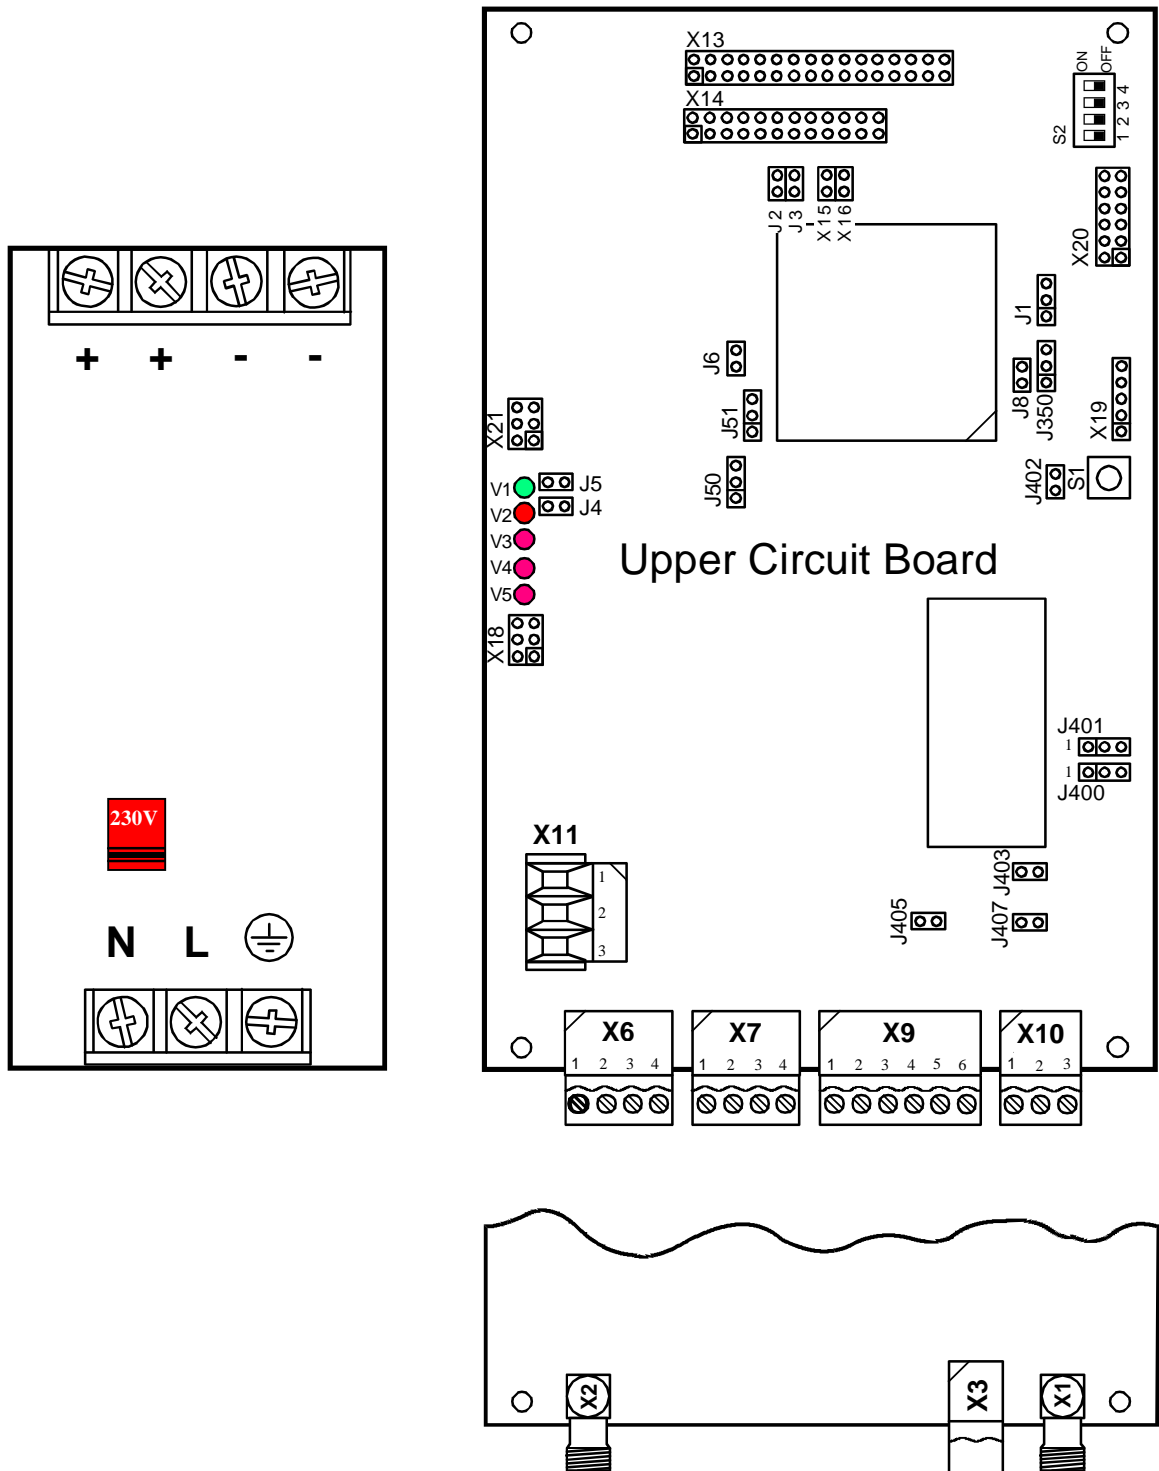 X13
X14
ON
OFF
S2
1 2 3 4
J2
J3
X15
X16
X20
J1
J6
J8
J350
X19
J51
J50
J402
S1
+ + - -
X21
V1
J5
V2
J4
V3
V4
V5
X18
Upper Circuit Board
J401
1
1
J400
230V
X11
1
2
3
J403
J405
J407
N L
X6
1 2 3 4
X7
1 2 3 4
X9
1 2 3 4 5 6
X10
1 2 3
X2
X3
X1